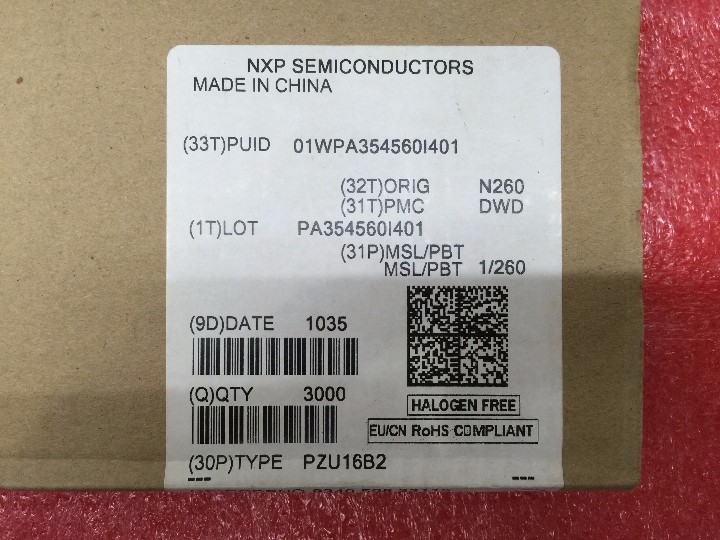 NXP SEMICONDUCTORS
MADE IN CHINA
(33T)PUID 01WPA354560I401
(32T)ORIG N260
(31T)PMC DWD
(1T)LOT PA354560I401
(31P)MSL/PBT
MSL/PBT 1/260
(9D)DATE 1035
(Q)QTY 3000
HALOGEN FREE
EU/CN RoHS COMPLIANT
(30P)TYPE PZU16B2